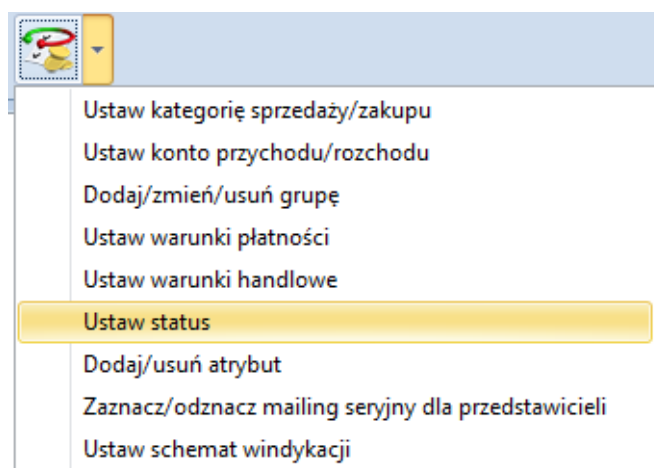 Ustaw kategorię sprzedaży/zakupu
Ustaw konto przychodu/rozchodu
Dodaj/zmień/usuń grupę
Ustaw warunki płatności
Ustaw warunki handlowe
Ustaw status
Dodaj/usuń atrybut
Zaznacz/odznacz mailing seryjny dla przedstawicieli
Ustaw schemat windykacji